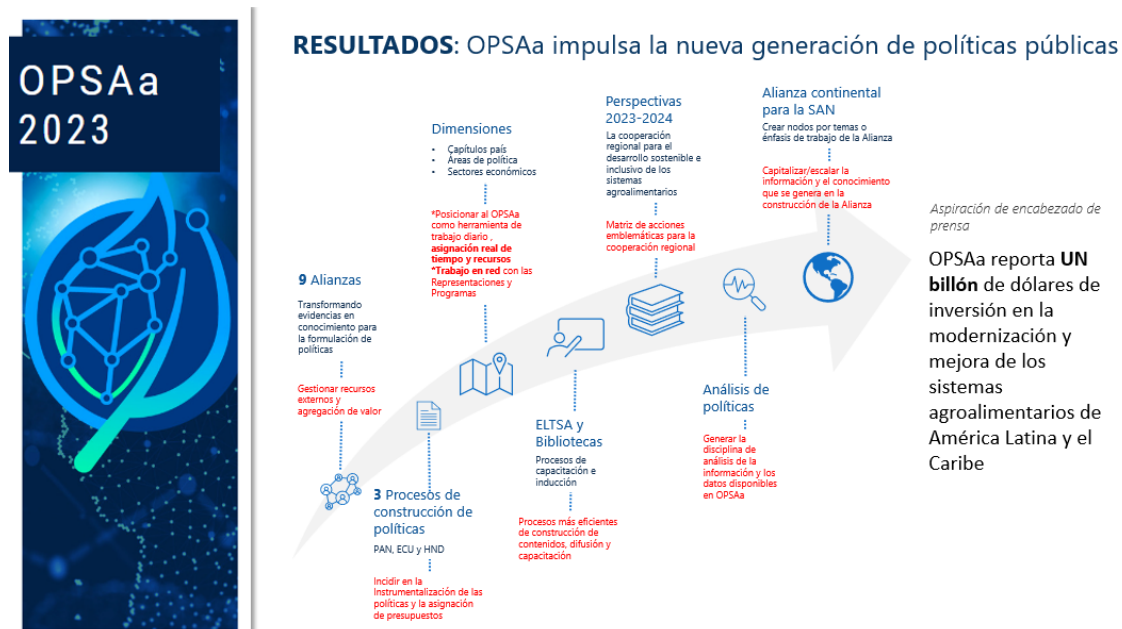 OPSAa
2023
RESULTADOS: OPSAa impulsa la nueva generación de políticas públicas
9 Alianzas
Transformando
evidencias en
conocimiento para
la formulación de
políticas
Gestionar recursos
externos y
agregación de valor
3 Procesos de
construcción de
políticas
PAN, ECU y HND
Incidir en la
Instrumentalización de las
políticas y la asignación
de presupuestos
Dimensiones
• Capítulos país
• Áreas de política
• Sectores económicos
*Posicionar al OPSAa
como herramienta de
trabajo diario ,
asignación real de
tiempo y recursos
*Trabajo en red con las
Representaciones y
Programas
ELTSA y
Bibliotecas
Procesos de
capacitación e
inducción
Procesos más eficientes
de construcción de
contenidos, difusión y
capacitación
Perspectivas
2023-2024
La cooperación
regional para el
desarrollo sostenible e
inclusivo de los
sistemas
agroalimentarios
Matriz de acciones
emblemáticas para la
cooperación regional
Análisis de
políticas
Generar la
disciplina de
análisis de la
información y los
datos disponibles
en OPSAa
Alianza continental
para la SAN
Crear nodos por temas o
énfasis de trabajo de la Alianza
Capitalizar/escalar la
información y el conocimiento
que se genera en la
construcción de la Alianza
Aspiración de encabezado de
prensa
OPSAa reporta UN
billón de dólares de
inversión en la
modernización y
mejora de los
sistemas
agroalimentarios de
América Latina y el
Caribe